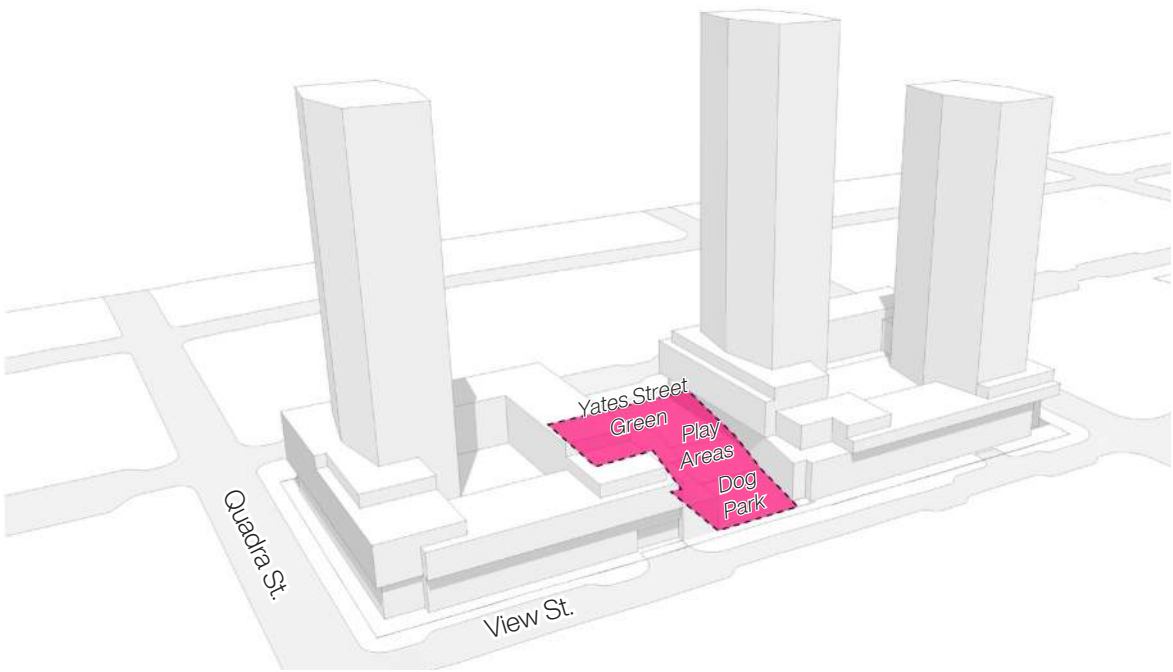 Yates Street
Green
Play
Areas
Dog
Park
Quadra St.
View St.